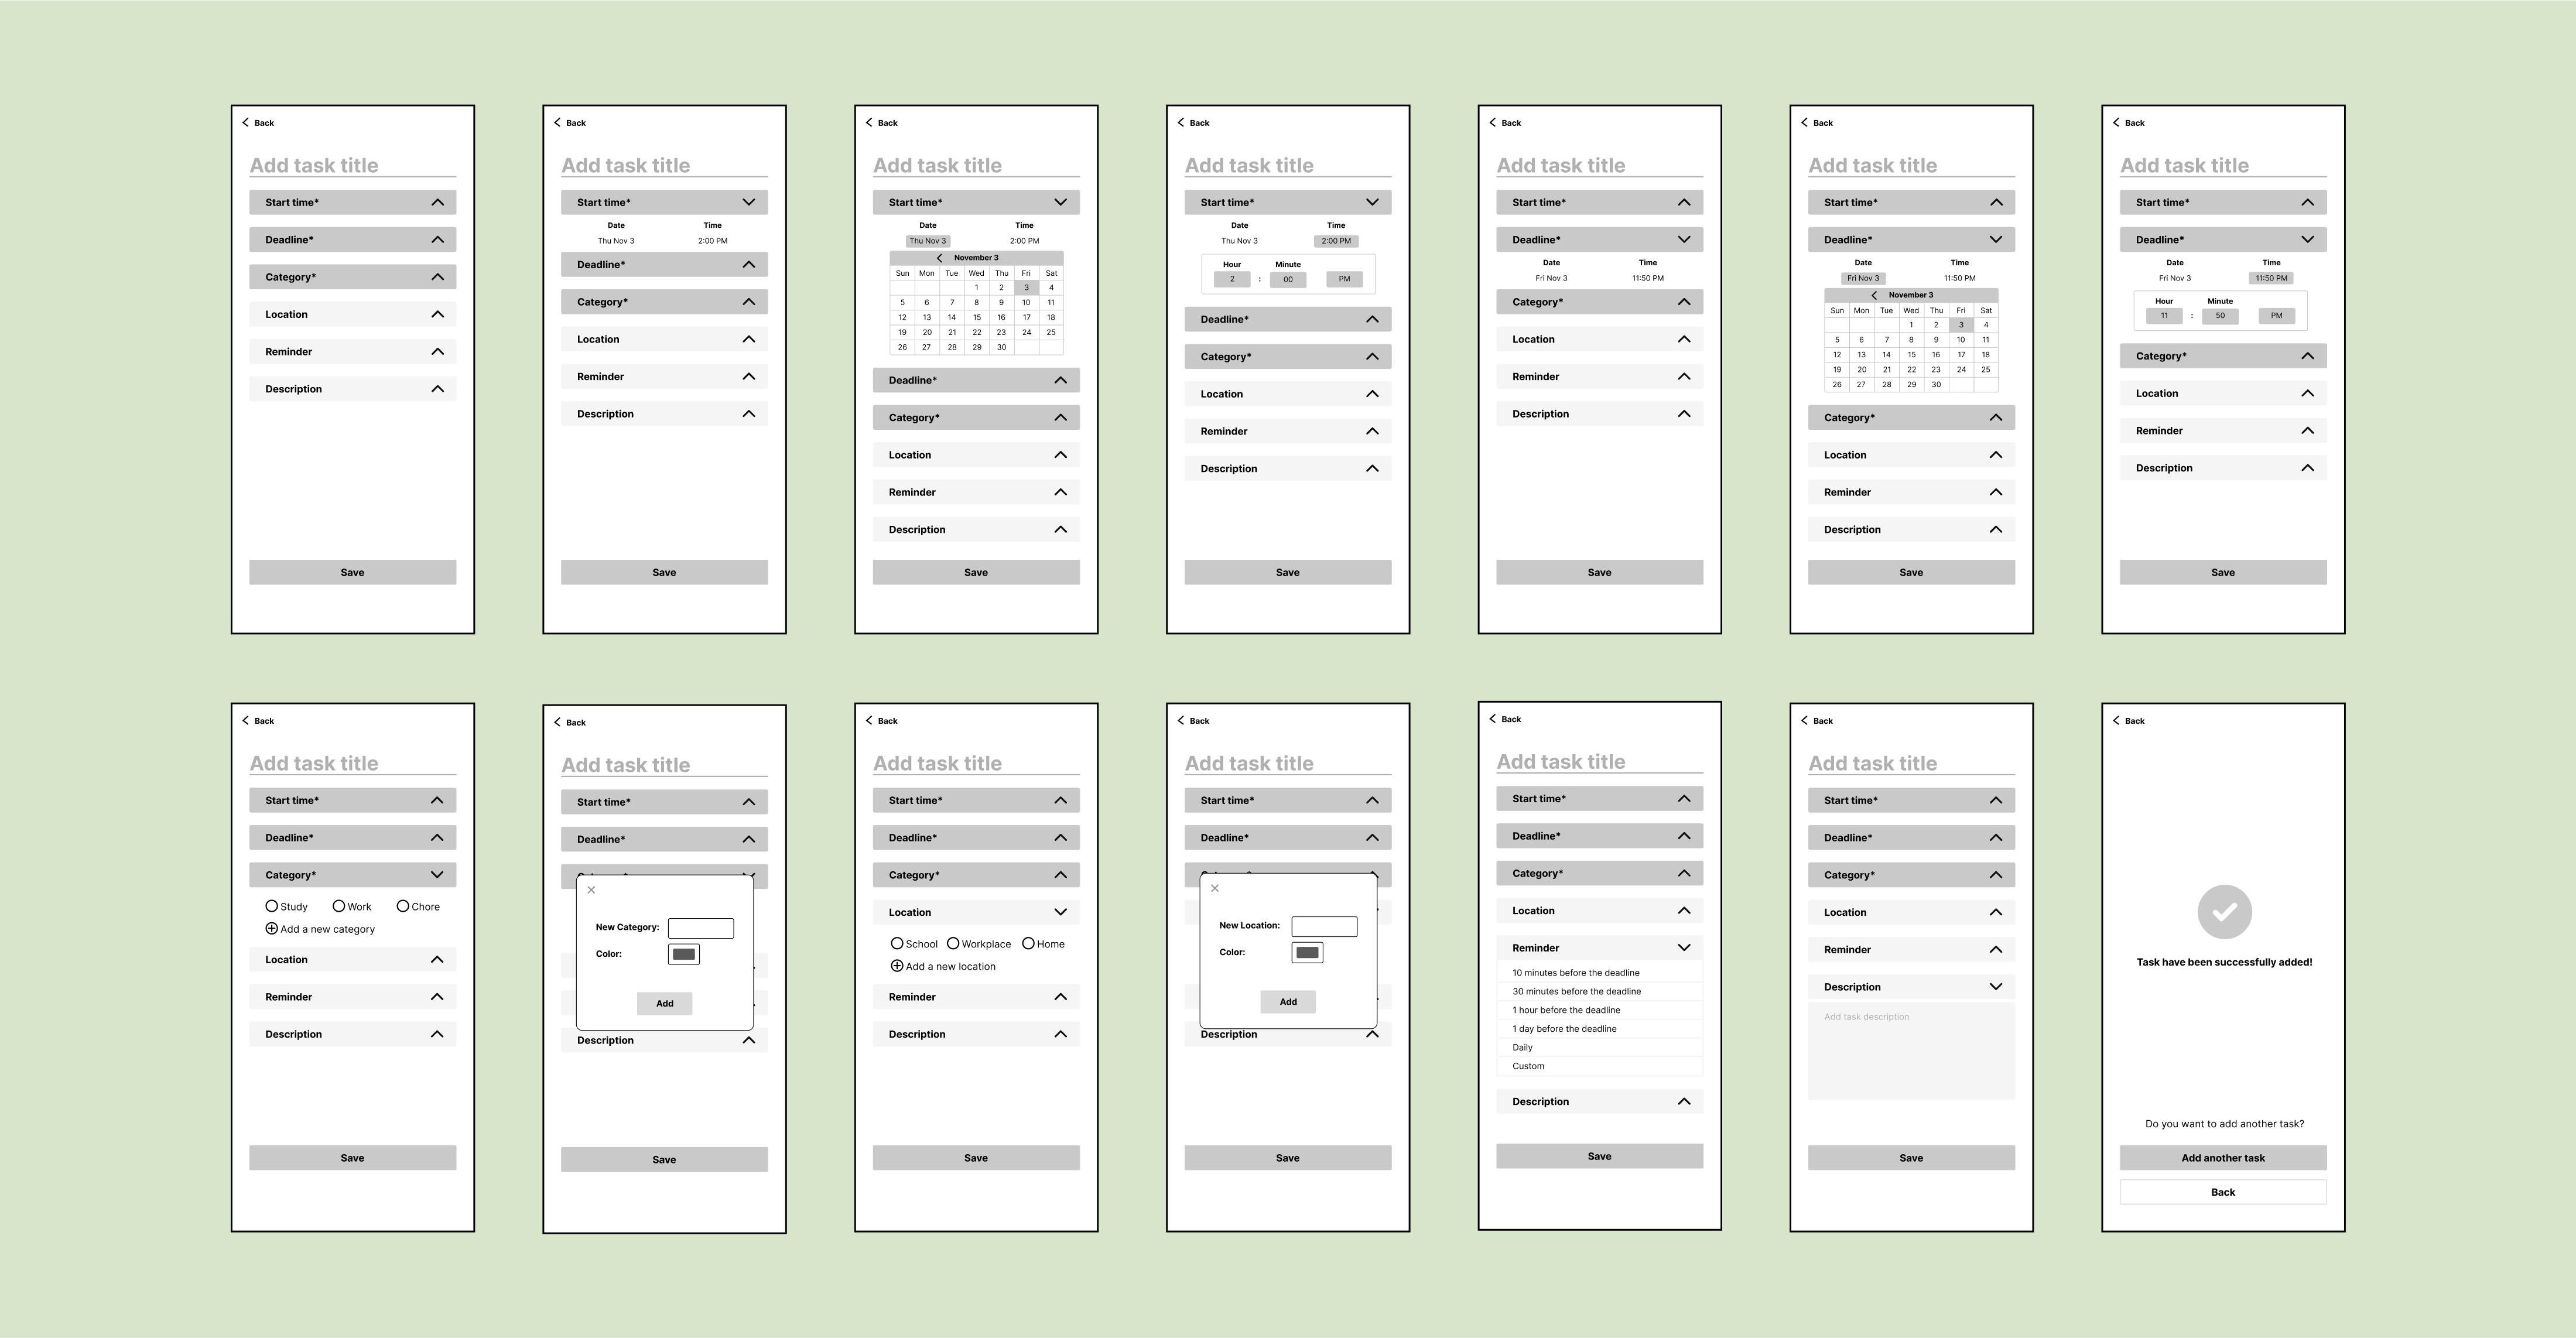 Back
Add task title
Start time*
Deadline*
Category*
Location
Reminder
Description
Save
Back
Add task title
Start time*
Date Time
Thu Nov 3 2:00 PM
Deadline*
Category*
Location
Reminder
Description
Save
Back
Add task title
Start time*
Date Time
Thu Nov 3 2:00 PM
November 3
Sun Mon Tue Wed Thu Fri Sat
1 2 3 4
5 6 7 8 9 10 11
12 13 14 15 16 17 18
19 20 21 22 23 24 25
26 27 28 29 30
Deadline*
Category*
Location
Reminder
Description
Save
Back
Add task title
Start time*
Date Time
Thu Nov 3 2:00 PM
Hour Minute
2 : 00 PM
Deadline*
Category*
Location
Reminder
Description
Save
Back
Add task title
Start time*
Deadline*
Date Time
Fri Nov 3 11:50 PM
Category*
Location
Reminder
Description
Save
Back
Add task title
Start time*
Deadline*
Date Time
Fri Nov 3 11:50 PM
November 3
Sun Mon Tue Wed Thu Fri Sat
1 2 3 4
5 6 7 8 9 10 11
12 13 14 15 16 17 18
19 20 21 22 23 24 25
26 27 28 29 30
Category*
Location
Reminder
Description
Save
Back
Add task title
Start time*
Deadline*
Date Time
Fri Nov 3 11:50 PM
Hour Minute
11 : 50 PM
Category*
Location
Reminder
Description
Save
Back
Add task title
Start time*
Deadline*
Category*
Study Work Chore
Add a new category
Location
Reminder
Description
Save
Back
Add task title
Start time*
Deadline*
New Category:
Color:
Add
Description
Save
Back
Add task title
Start time*
Deadline*
Category*
Location
School Workplace Home
Add a new location
Reminder
Description
Save
Back
Add task title
Start time*
Deadline*
New Location:
Color:
Add
Description
Save
Back
Add task title
Start time*
Deadline*
Category*
Location
Reminder
10 minutes before the deadline
30 minutes before the deadline
1 hour before the deadline
1 day before the deadline
Daily
Custom
Description
Save
Back
Add task title
Start time*
Deadline*
Category*
Location
Reminder
Description
Add task description
Save
Back
Task have been successfully added!
Do you want to add another task?
Add another task
Back